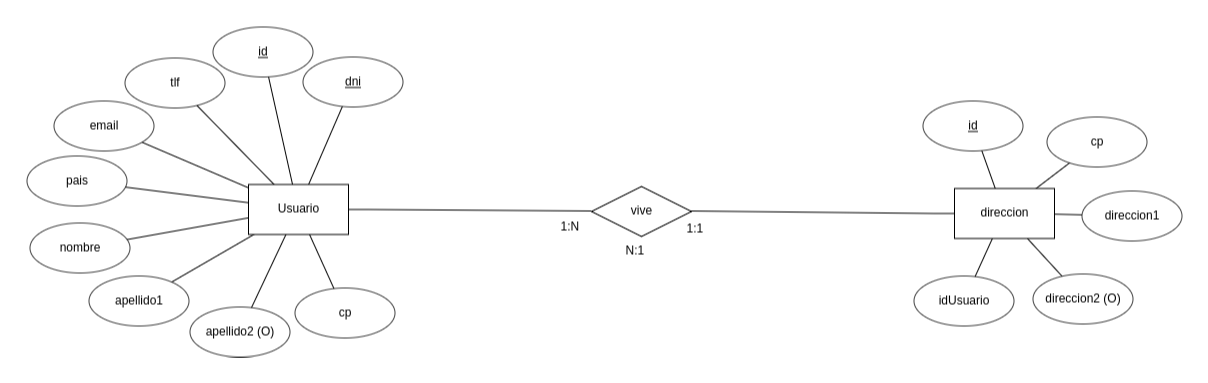 id
tlf
dni
email
pais
nombre
apellido1
apellido2 (O)
cp
Usuario
1:N
vive
N:1
1:1
direccion
id
cp
direccion1
direccion2 (O)
idUsuario